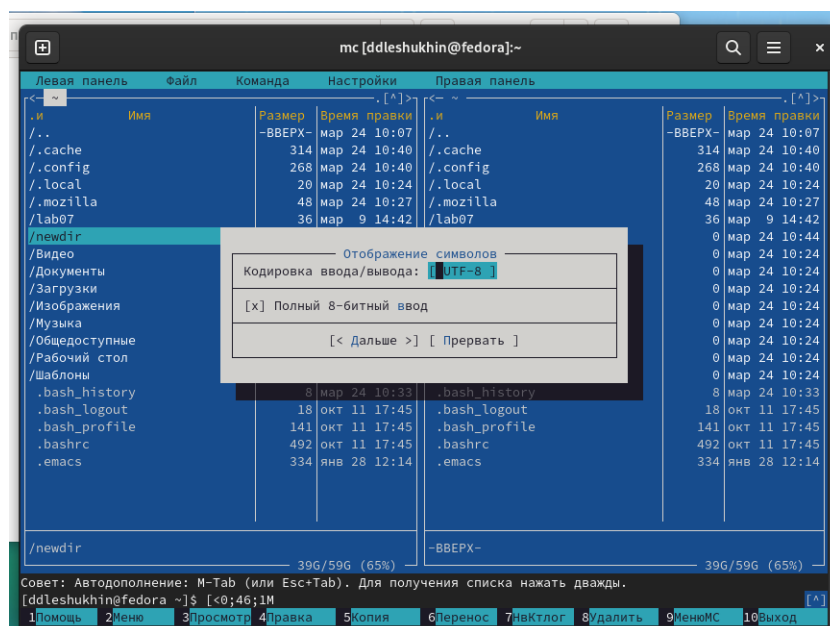 mc [ddleshukhin@fedora]:~
Левая панель Файл Команда Настройки Правая панель
<— ~ .[^]> <— ~ .[^]>
.и Имя Размер Время правки .и Имя Размер Время правки
/.. -ВВЕРХ- мар 24 10:07 /.. -ВВЕРХ- мар 24 10:07
/.cache 314 мар 24 10:40 /.cache 314 мар 24 10:40
/.config 268 мар 24 10:40 /.config 268 мар 24 10:40
/.local 20 мар 24 10:24 /.local 20 мар 24 10:24
/.mozilla 48 мар 24 10:27 /.mozilla 48 мар 24 10:27
/lab07 36 мар 9 14:42 /lab07 36 мар 9 14:42
/newdir 0 мар 24 10:44
/Видео 0 мар 24 10:24
/Документы 0 мар 24 10:24
/Загрузки 0 мар 24 10:24
/Изображения 0 мар 24 10:24
/Музыка 0 мар 24 10:24
/Общедоступные 0 мар 24 10:24
/Рабочий стол 0 мар 24 10:24
/Шаблоны 0 мар 24 10:24
Отображение символов
Кодировка ввода/вывода: [ UTF-8 ]
[x] Полный 8-битный ввод
[< Дальше >] [ Прервать ]
.bash_history 8 мар 24 10:33 .bash_history 8 мар 24 10:33
.bash_logout 18 окт 11 17:45 .bash_logout 18 окт 11 17:45
.bash_profile 141 окт 11 17:45 .bash_profile 141 окт 11 17:45
.bashrc 492 окт 11 17:45 .bashrc 492 окт 11 17:45
.emacs 334 янв 28 12:14 .emacs 334 янв 28 12:14
/newdir -ВВЕРХ-
39G/59G (65%) 39G/59G (65%)
Совет: Автодополнение: M-Tab (или Esc+Tab). Для получения списка нажать дважды.
[ddleshukhin@fedora ~]$ [<0;46;1M [^]
1Помощь 2Меню 3Просмотр 4Правка 5Копия 6Перенос 7НвКтлог 8Удалить 9МенюМС 10Выход